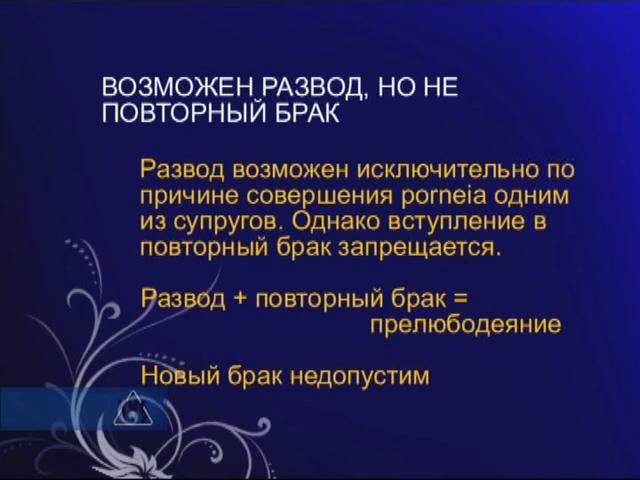 ВОЗМОЖЕН РАЗВОД, НО НЕ
ПОВТОРНЫЙ БРАК
Развод возможен исключительно по
причине совершения porneia одним
из супругов. Однако вступление в
повторный брак запрещается.
Развод + повторный брак =
прелюбодеяние
Новый брак недопустим